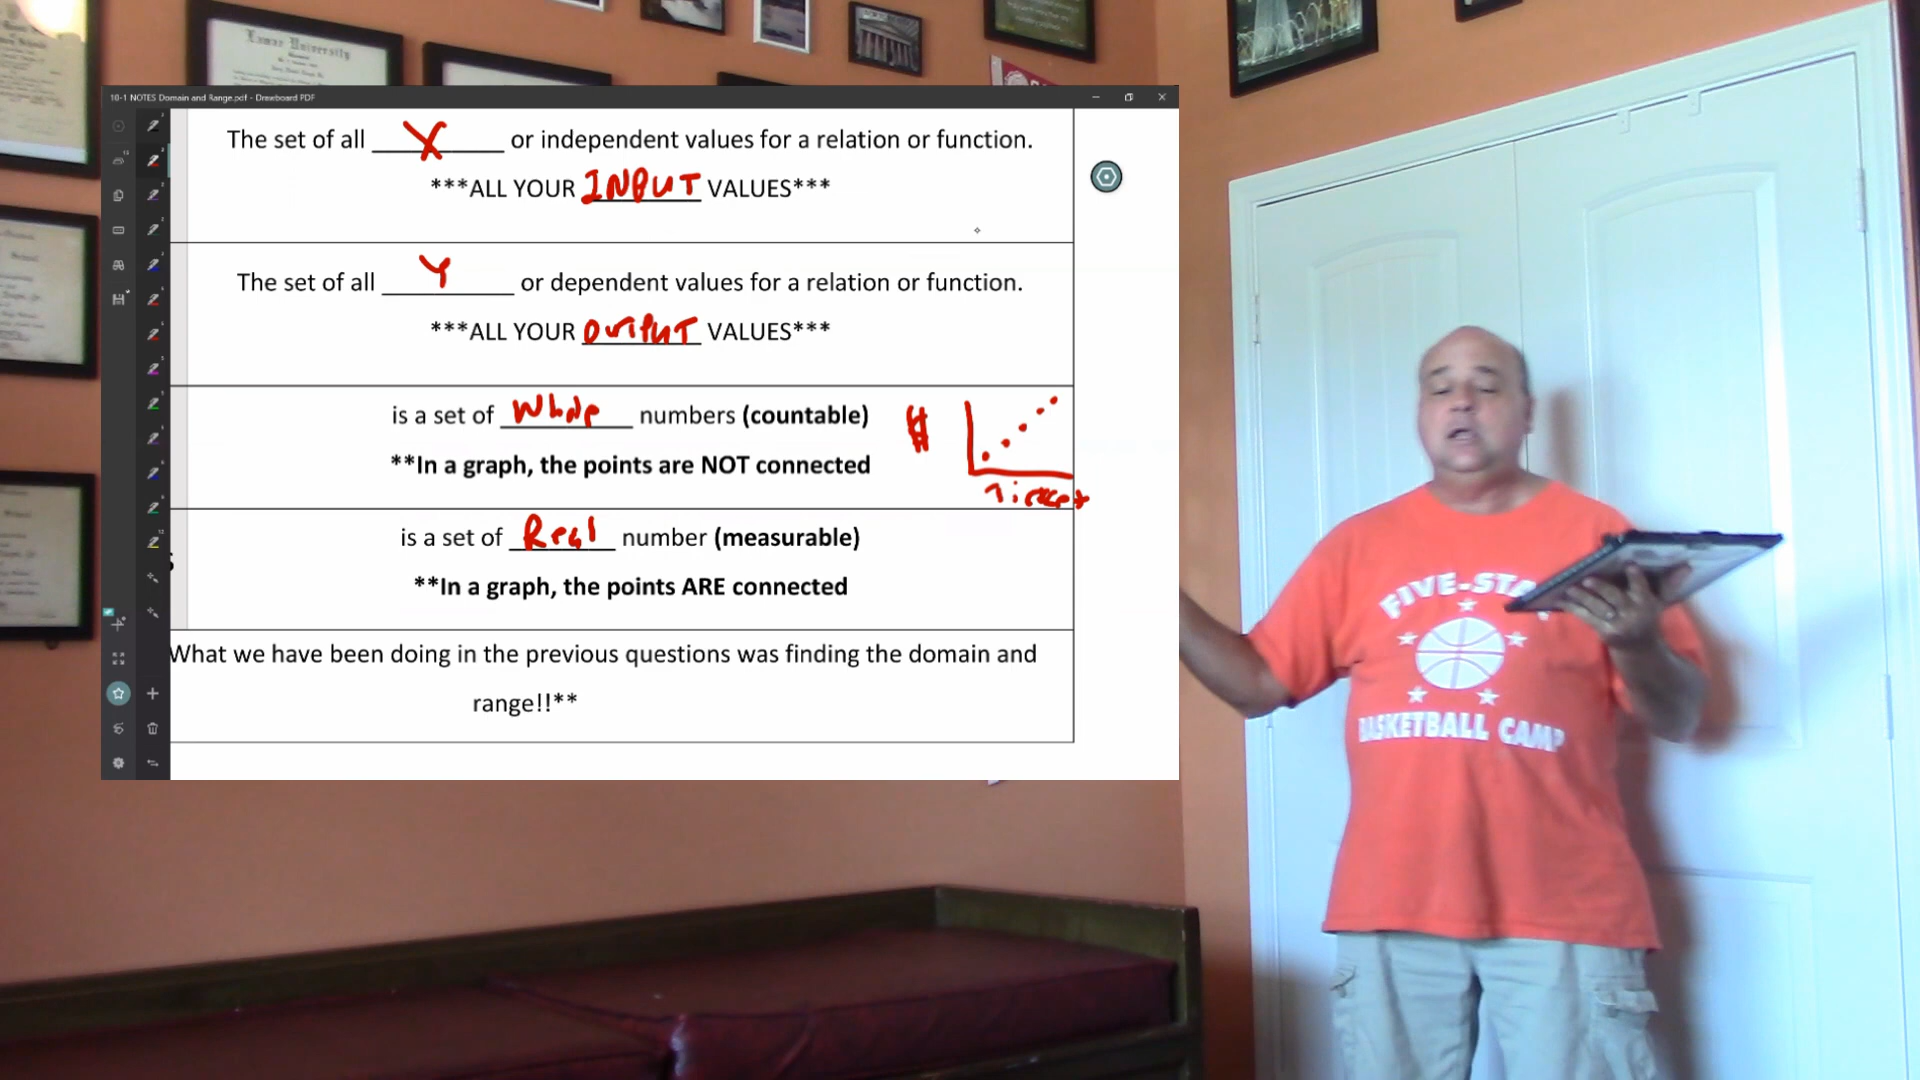 Lamar University
10-1 NOTES Domain and Range.pdf - Drawboard PDF
The set of all X or independent values for a relation or function.
***ALL YOUR INPUT VALUES***
The set of all Y or dependent values for a relation or function.
***ALL YOUR OUTPUT VALUES***
is a set of Whole numbers (countable)
**In a graph, the points are NOT connected
$
Ticket
is a set of Real number (measurable)
**In a graph, the points ARE connected
What we have been doing in the previous questions was finding the domain and
range!!**
FIVE-STA
BASKETBALL CAMP